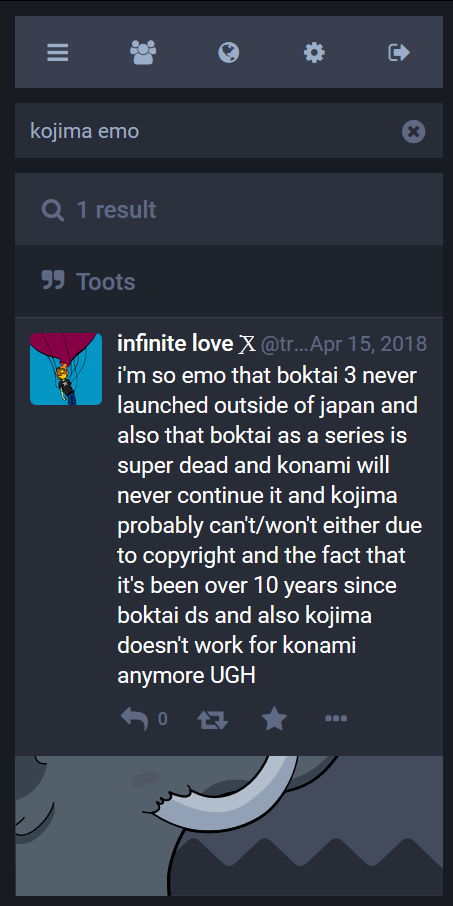 kojima emo
1 result
Toots
infinite love 𝕏 @tr...Apr 15, 2018
i'm so emo that boktai 3 never
launched outside of japan and
also that boktai as a series is
super dead and konami will
never continue it and kojima
probably can't/won't either due
to copyright and the fact that
it's been over 10 years since
boktai ds and also kojima
doesn't work for konami
anymore UGH
0